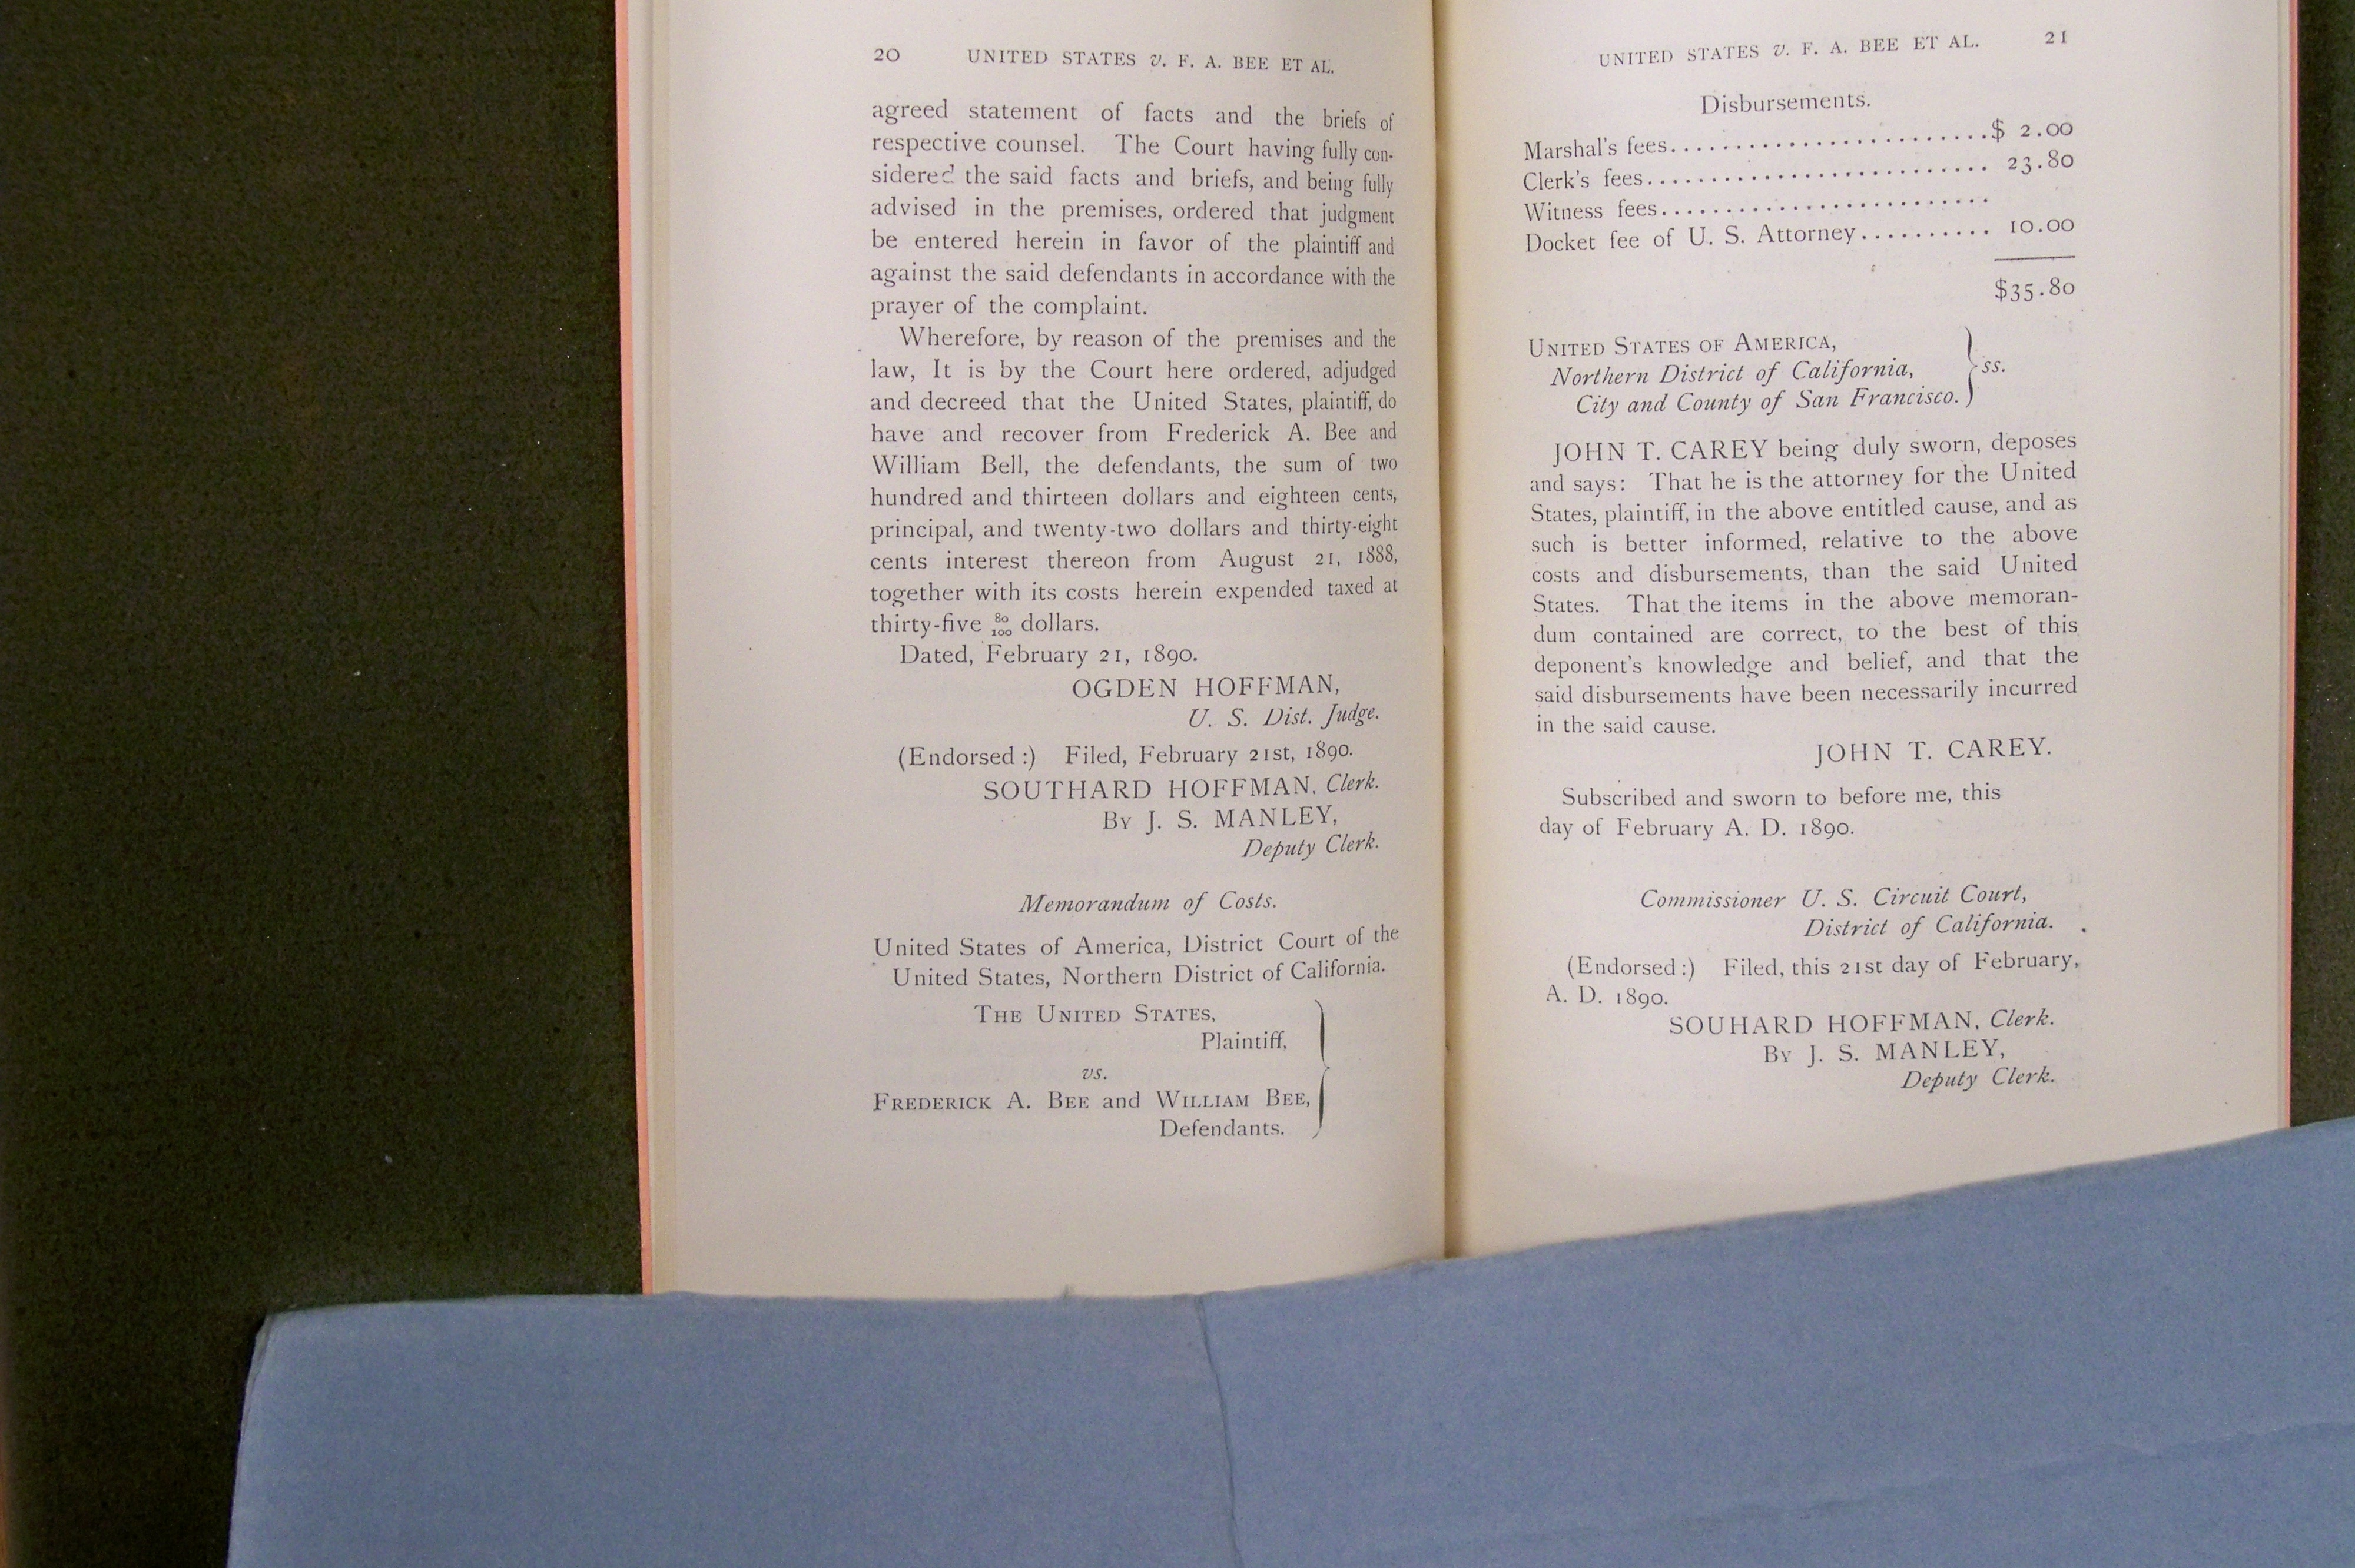 20 UNITED STATES v. F. A. BEE ET AL.
agreed statement of facts and the briefs of
respective counsel. The Court having fully con-
sidered the said facts and briefs, and being fully
advised in the premises, ordered that judgment
be entered herein in favor of the plaintiff and
against the said defendants in accordance with the
prayer of the complaint.
Wherefore, by reason of the premises and the
law, It is by the Court here ordered, adjudged
and decreed that the United States, plaintiff, do
have and recover from Frederick A. Bee and
William Bell, the defendants, the sum of two
hundred and thirteen dollars and eighteen cents,
principal, and twenty-two dollars and thirty-eight
cents interest thereon from August 21, 1888,
together with its costs herein expended taxed at
thirty-five 80/100 dollars.
Dated, February 21, 1890.
OGDEN HOFFMAN,
U. S. Dist. Judge.
(Endorsed :) Filed, February 21st, 1890.
SOUTHARD HOFFMAN, Clerk.
By J. S. MANLEY,
Deputy Clerk.
Memorandum of Costs.
United States of America, District Court of the
United States, Northern District of California.
The United States,
Plaintiff,
vs.
Frederick A. Bee and William Bee,
Defendants.
UNITED STATES v. F. A. BEE ET AL. 21
Disbursements.
Marshal's fees.........................$ 2.00
Clerk's fees........................... 23.80
Witness fees..........................
Docket fee of U. S. Attorney.......... 10.00
$35.80
United States of America,
Northern District of California, } ss.
City and County of San Francisco.
JOHN T. CAREY being duly sworn, deposes
and says: That he is the attorney for the United
States, plaintiff, in the above entitled cause, and as
such is better informed, relative to the above
costs and disbursements, than the said United
States. That the items in the above memoran-
dum contained are correct, to the best of this
deponent's knowledge and belief, and that the
said disbursements have been necessarily incurred
in the said cause.
JOHN T. CAREY.
Subscribed and sworn to before me, this
day of February A. D. 1890.
Commissioner U. S. Circuit Court,
District of California.
(Endorsed :) Filed, this 21st day of February,
A. D. 1890.
SOUHARD HOFFMAN, Clerk.
By J. S. MANLEY,
Deputy Clerk.